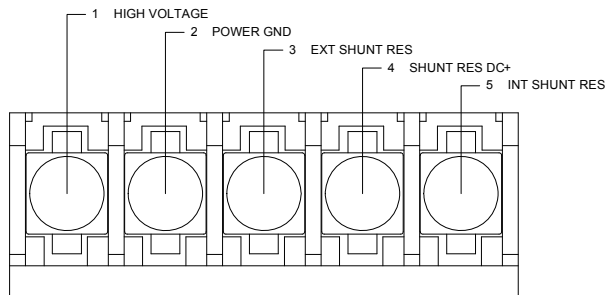 1 HIGH VOLTAGE
2 POWER GND
3 EXT SHUNT RES
4 SHUNT RES DC+
5 INT SHUNT RES